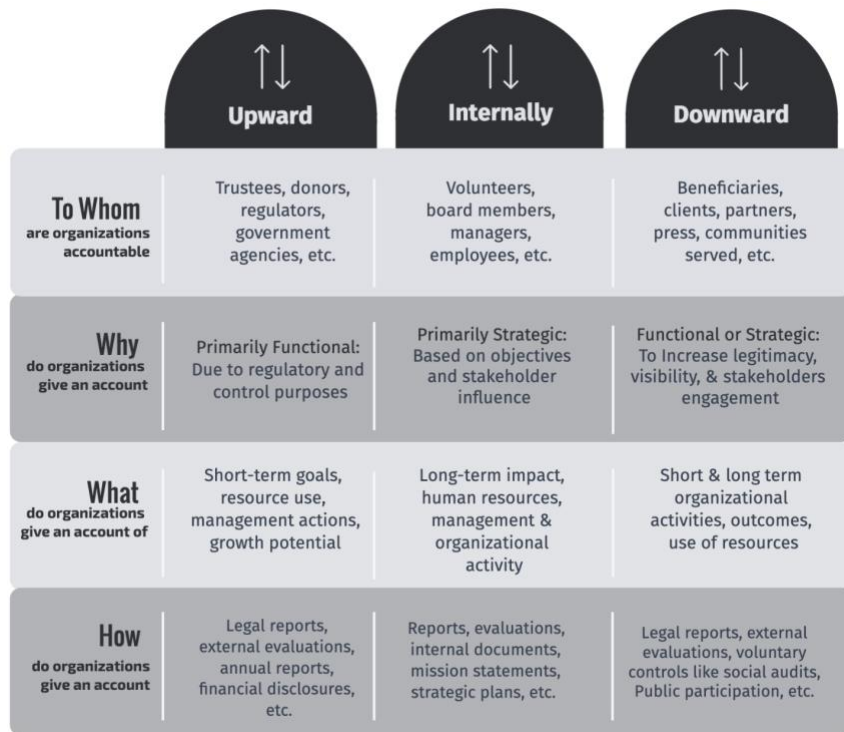 Upward
Internally
Downward
To Whom
are organizations
accountable
Trustees, donors,
regulators,
government
agencies, etc.
Volunteers,
board members,
managers,
employees, etc.
Beneficiaries,
clients, partners,
press, communities
served, etc.
Why
do organizations
give an account
Primarily Functional:
Due to regulatory and
control purposes
Primarily Strategic:
Based on objectives
and stakeholder
influence
Functional or Strategic:
To Increase legitimacy,
visibility, & stakeholders
engagement
What
do organizations
give an account of
Short-term goals,
resource use,
management actions,
growth potential
Long-term impact,
human resources,
management &
organizational
activity
Short & long term
organizational
activities, outcomes,
use of resources
How
do organizations
give an account
Legal reports,
external evaluations,
annual reports,
financial disclosures,
etc.
Reports, evaluations,
internal documents,
mission statements,
strategic plans, etc.
Legal reports, external
evaluations, voluntary
controls like social audits,
Public participation, etc.